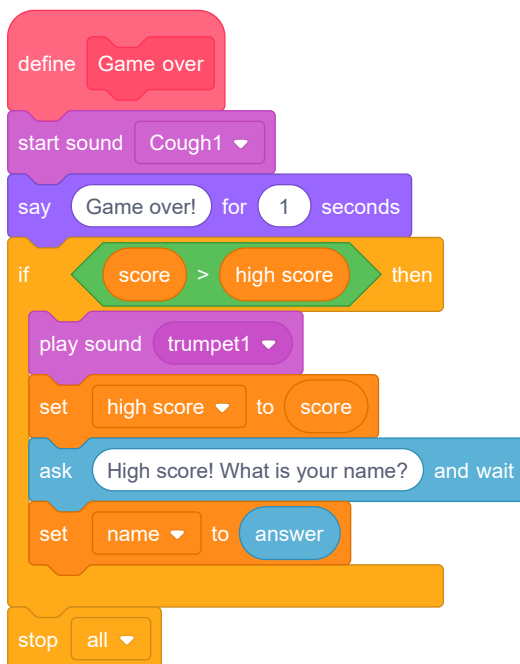 define Game over
start sound Cough1
say Game over! for 1 seconds
if score > high score then
play sound trumpet1
set high score to score
ask High score! What is your name? and wait
set name to answer
stop all